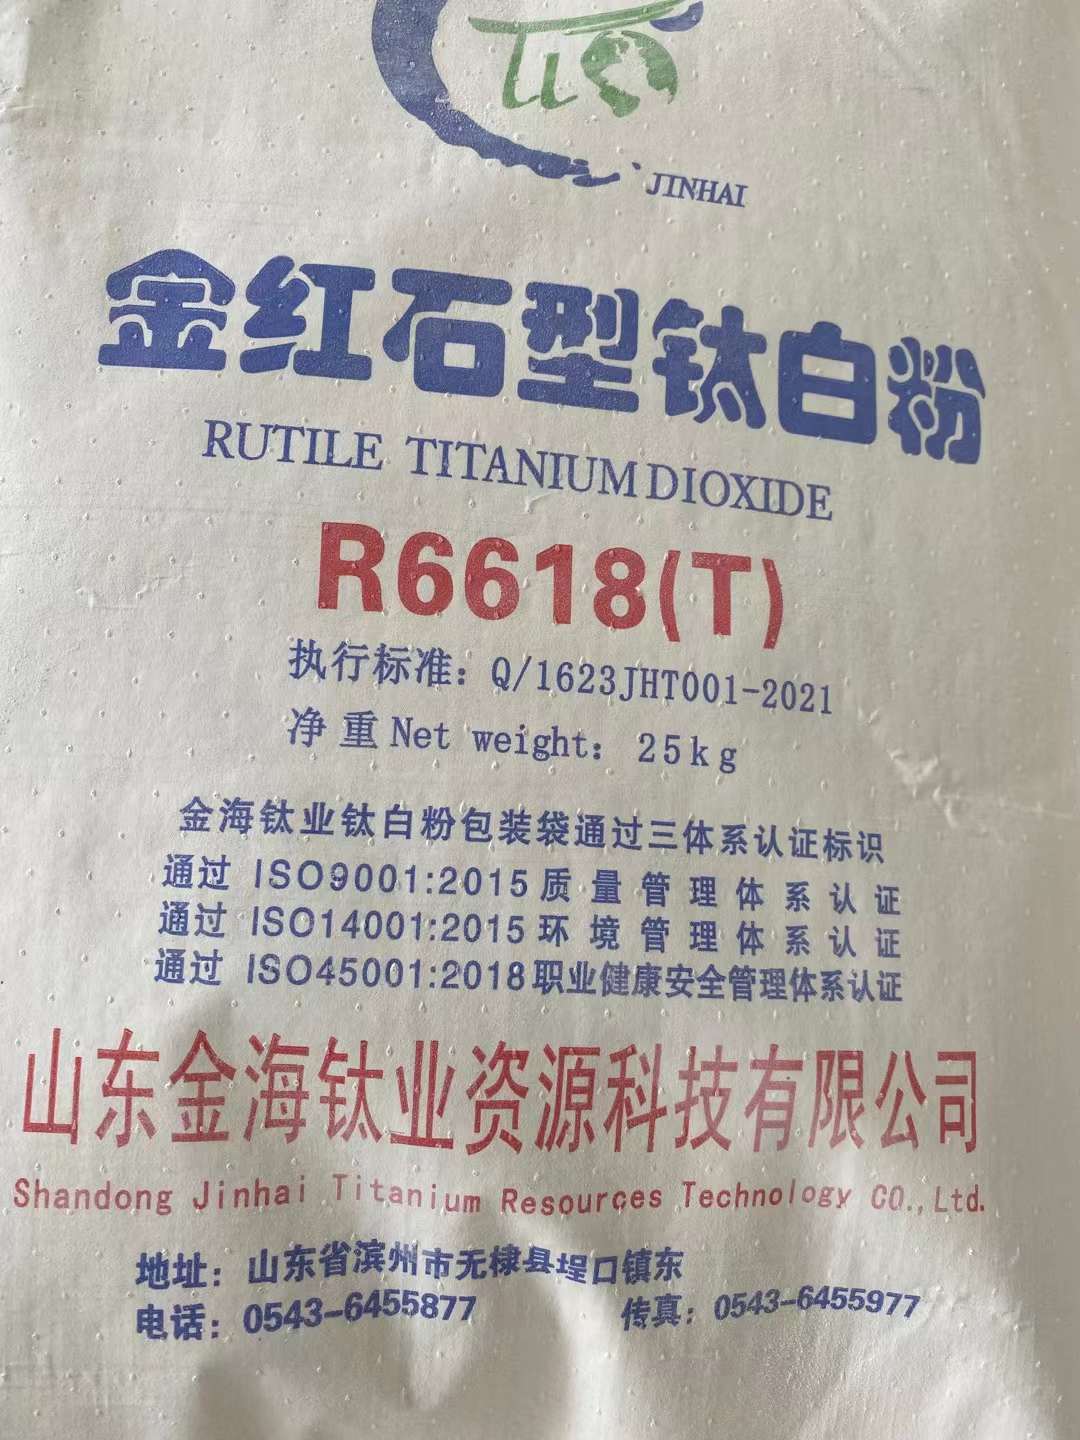 TiO
JINHAI
金红石型钛白粉
RUTILE TITANIUM DIOXIDE
R6618(T)
执行标准：Q/1623JHT001-2021
净重Net weight: 25kg
金海钛业钛白粉包装袋通过三体系认证标识
通过 ISO9001:2015质量管理体系认证
通过 ISO14001:2015环境管理体系认证
通过 ISO45001:2018职业健康安全管理体系认证
山东金海钛业资源科技有限公司
Shandong Jinhai Titanium Resources Technology CO.,Ltd.
地址：山东省滨州市无棣县埕口镇东
电话：0543-6455877 传真：0543-6455977